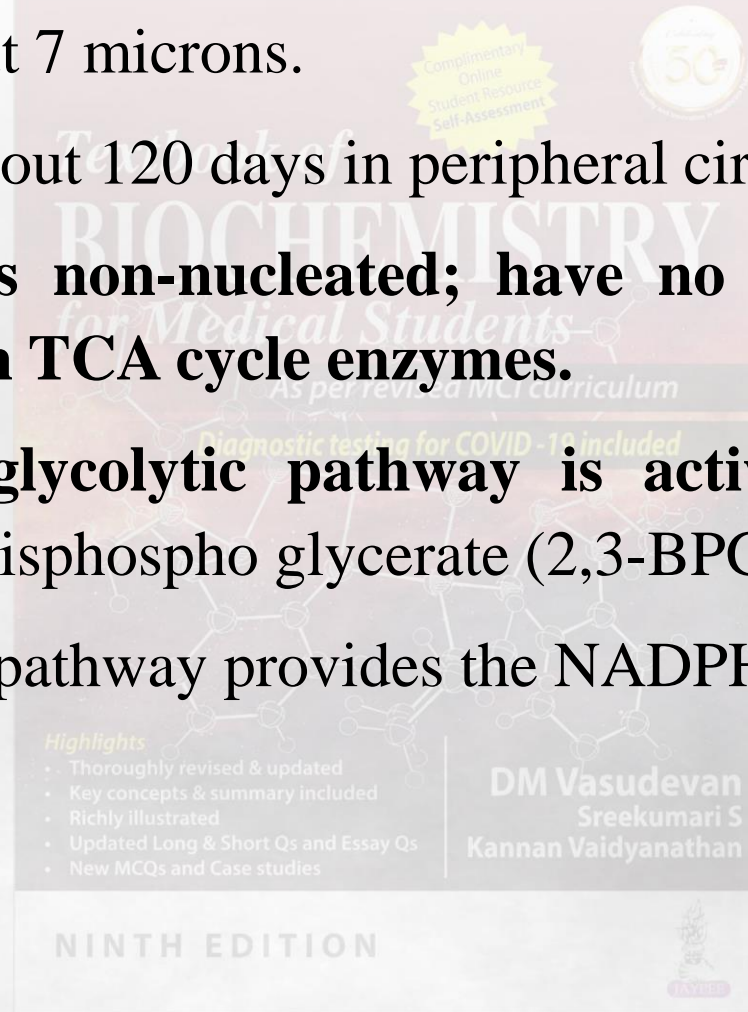 t 7 microns.
Complimentary
Online
Student Resource
Self-Assessment
50
Textbook of
out 120 days in peripheral cir
BIOCHEMISTRY
s non-nucleated; have no
for Medical Students
n TCA cycle enzymes.
As per revised MCI curriculum
Diagnostic testing for COVID -19 included
glycolytic pathway is activ
isphospho glycerate (2,3-BPG
pathway provides the NADPH
Highlights
• Thoroughly revised & updated
• Key concepts & summary included
• Richly illustrated
• Updated Long & Short Qs and Essay Qs
• New MCQs and Case studies
DM Vasudevan
Sreekumari S
Kannan Vaidyanathan
NINTH EDITION
JAYPEE